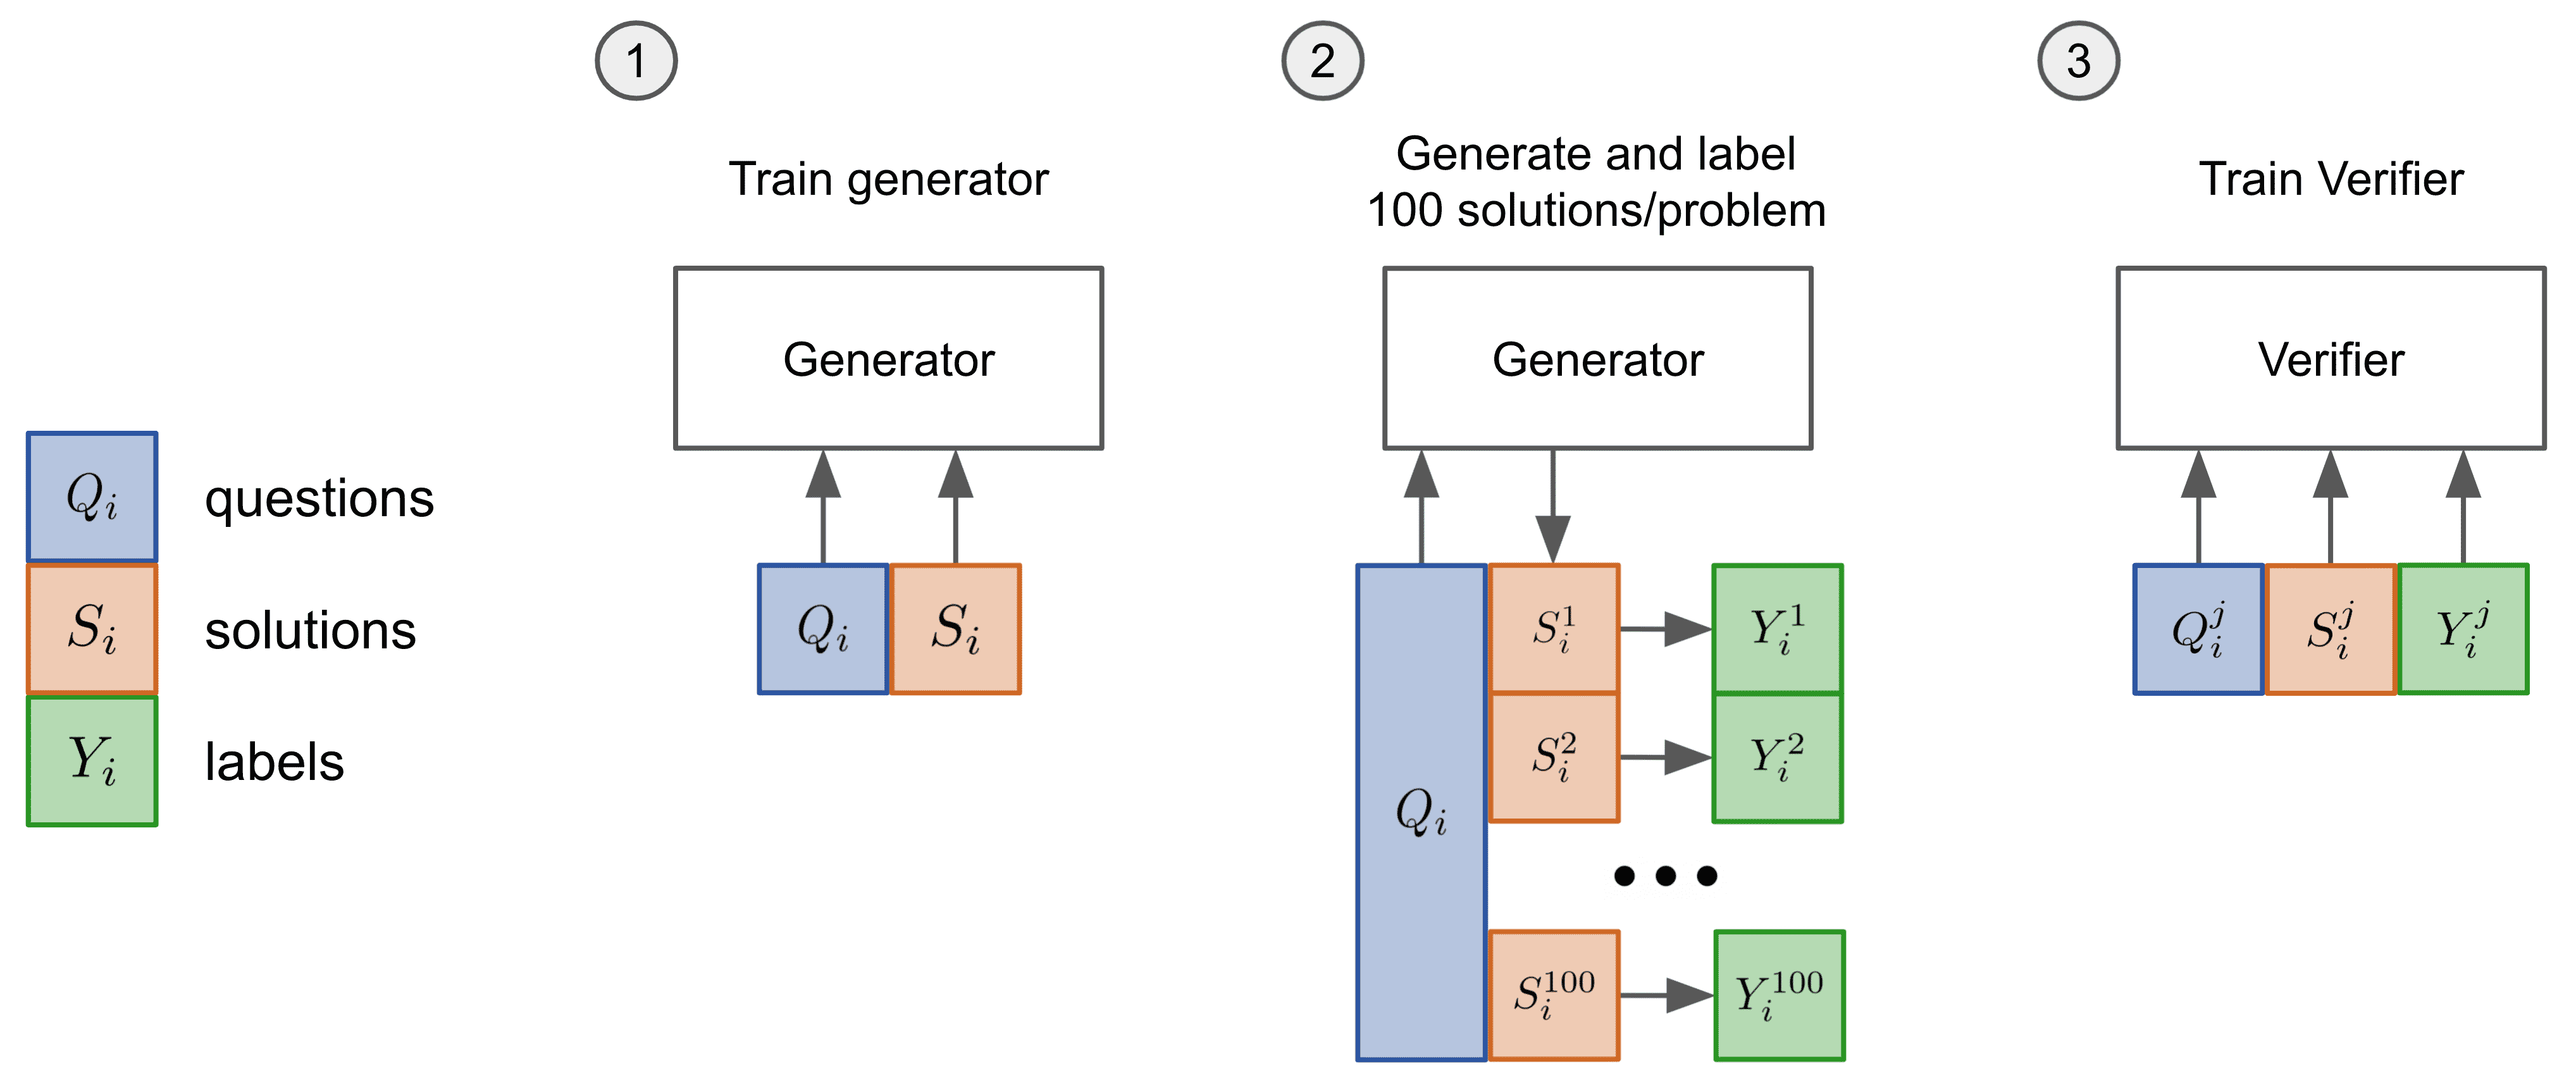 1
Train generator
Generator
Q_i S_i
2
Generate and label
100 solutions/problem
Generator
Q_i
S_i^1 Y_i^1
S_i^2 Y_i^2
...
S_i^100 Y_i^100
3
Train Verifier
Verifier
Q_i^j S_i^j Y_i^j
Q_i questions
S_i solutions
Y_i labels